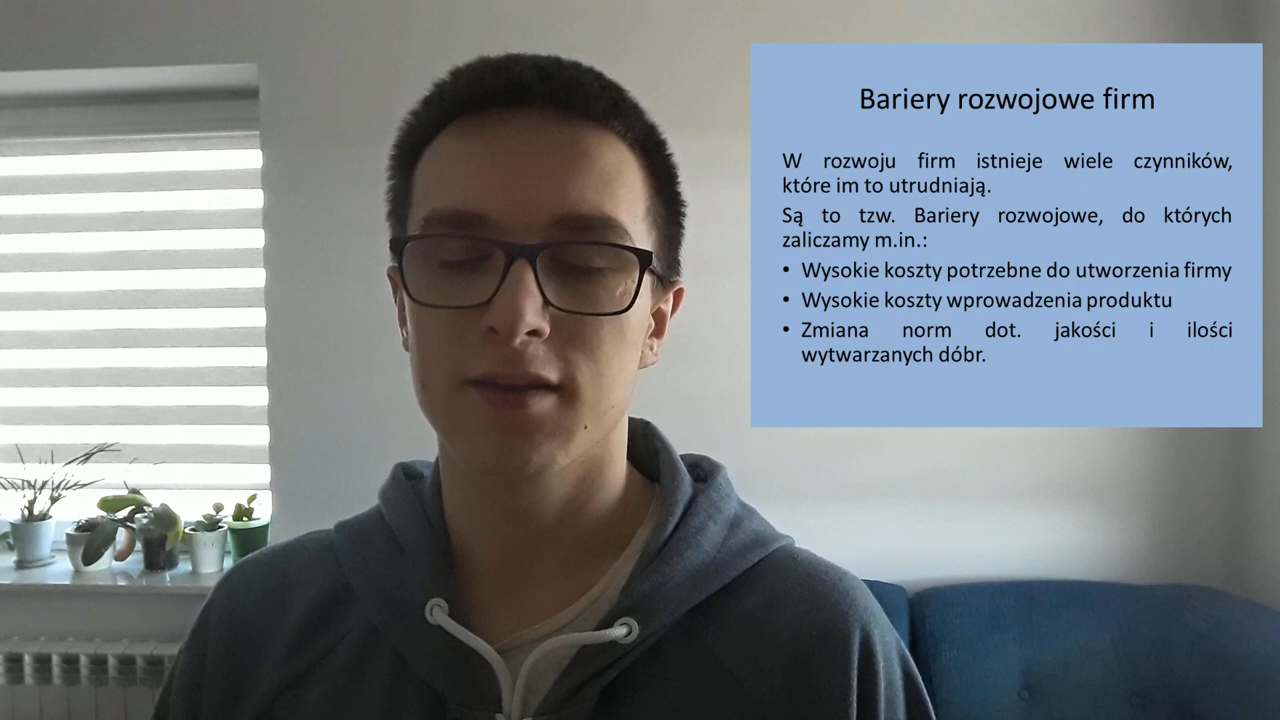 Bariery rozwojowe firm
W rozwoju firm istnieje wiele czynników,
które im to utrudniają.
Są to tzw. Bariery rozwojowe, do których
zaliczamy m.in.:
• Wysokie koszty potrzebne do utworzenia firmy
• Wysokie koszty wprowadzenia produktu
• Zmiana norm dot. jakości i ilości
wytwarzanych dóbr.